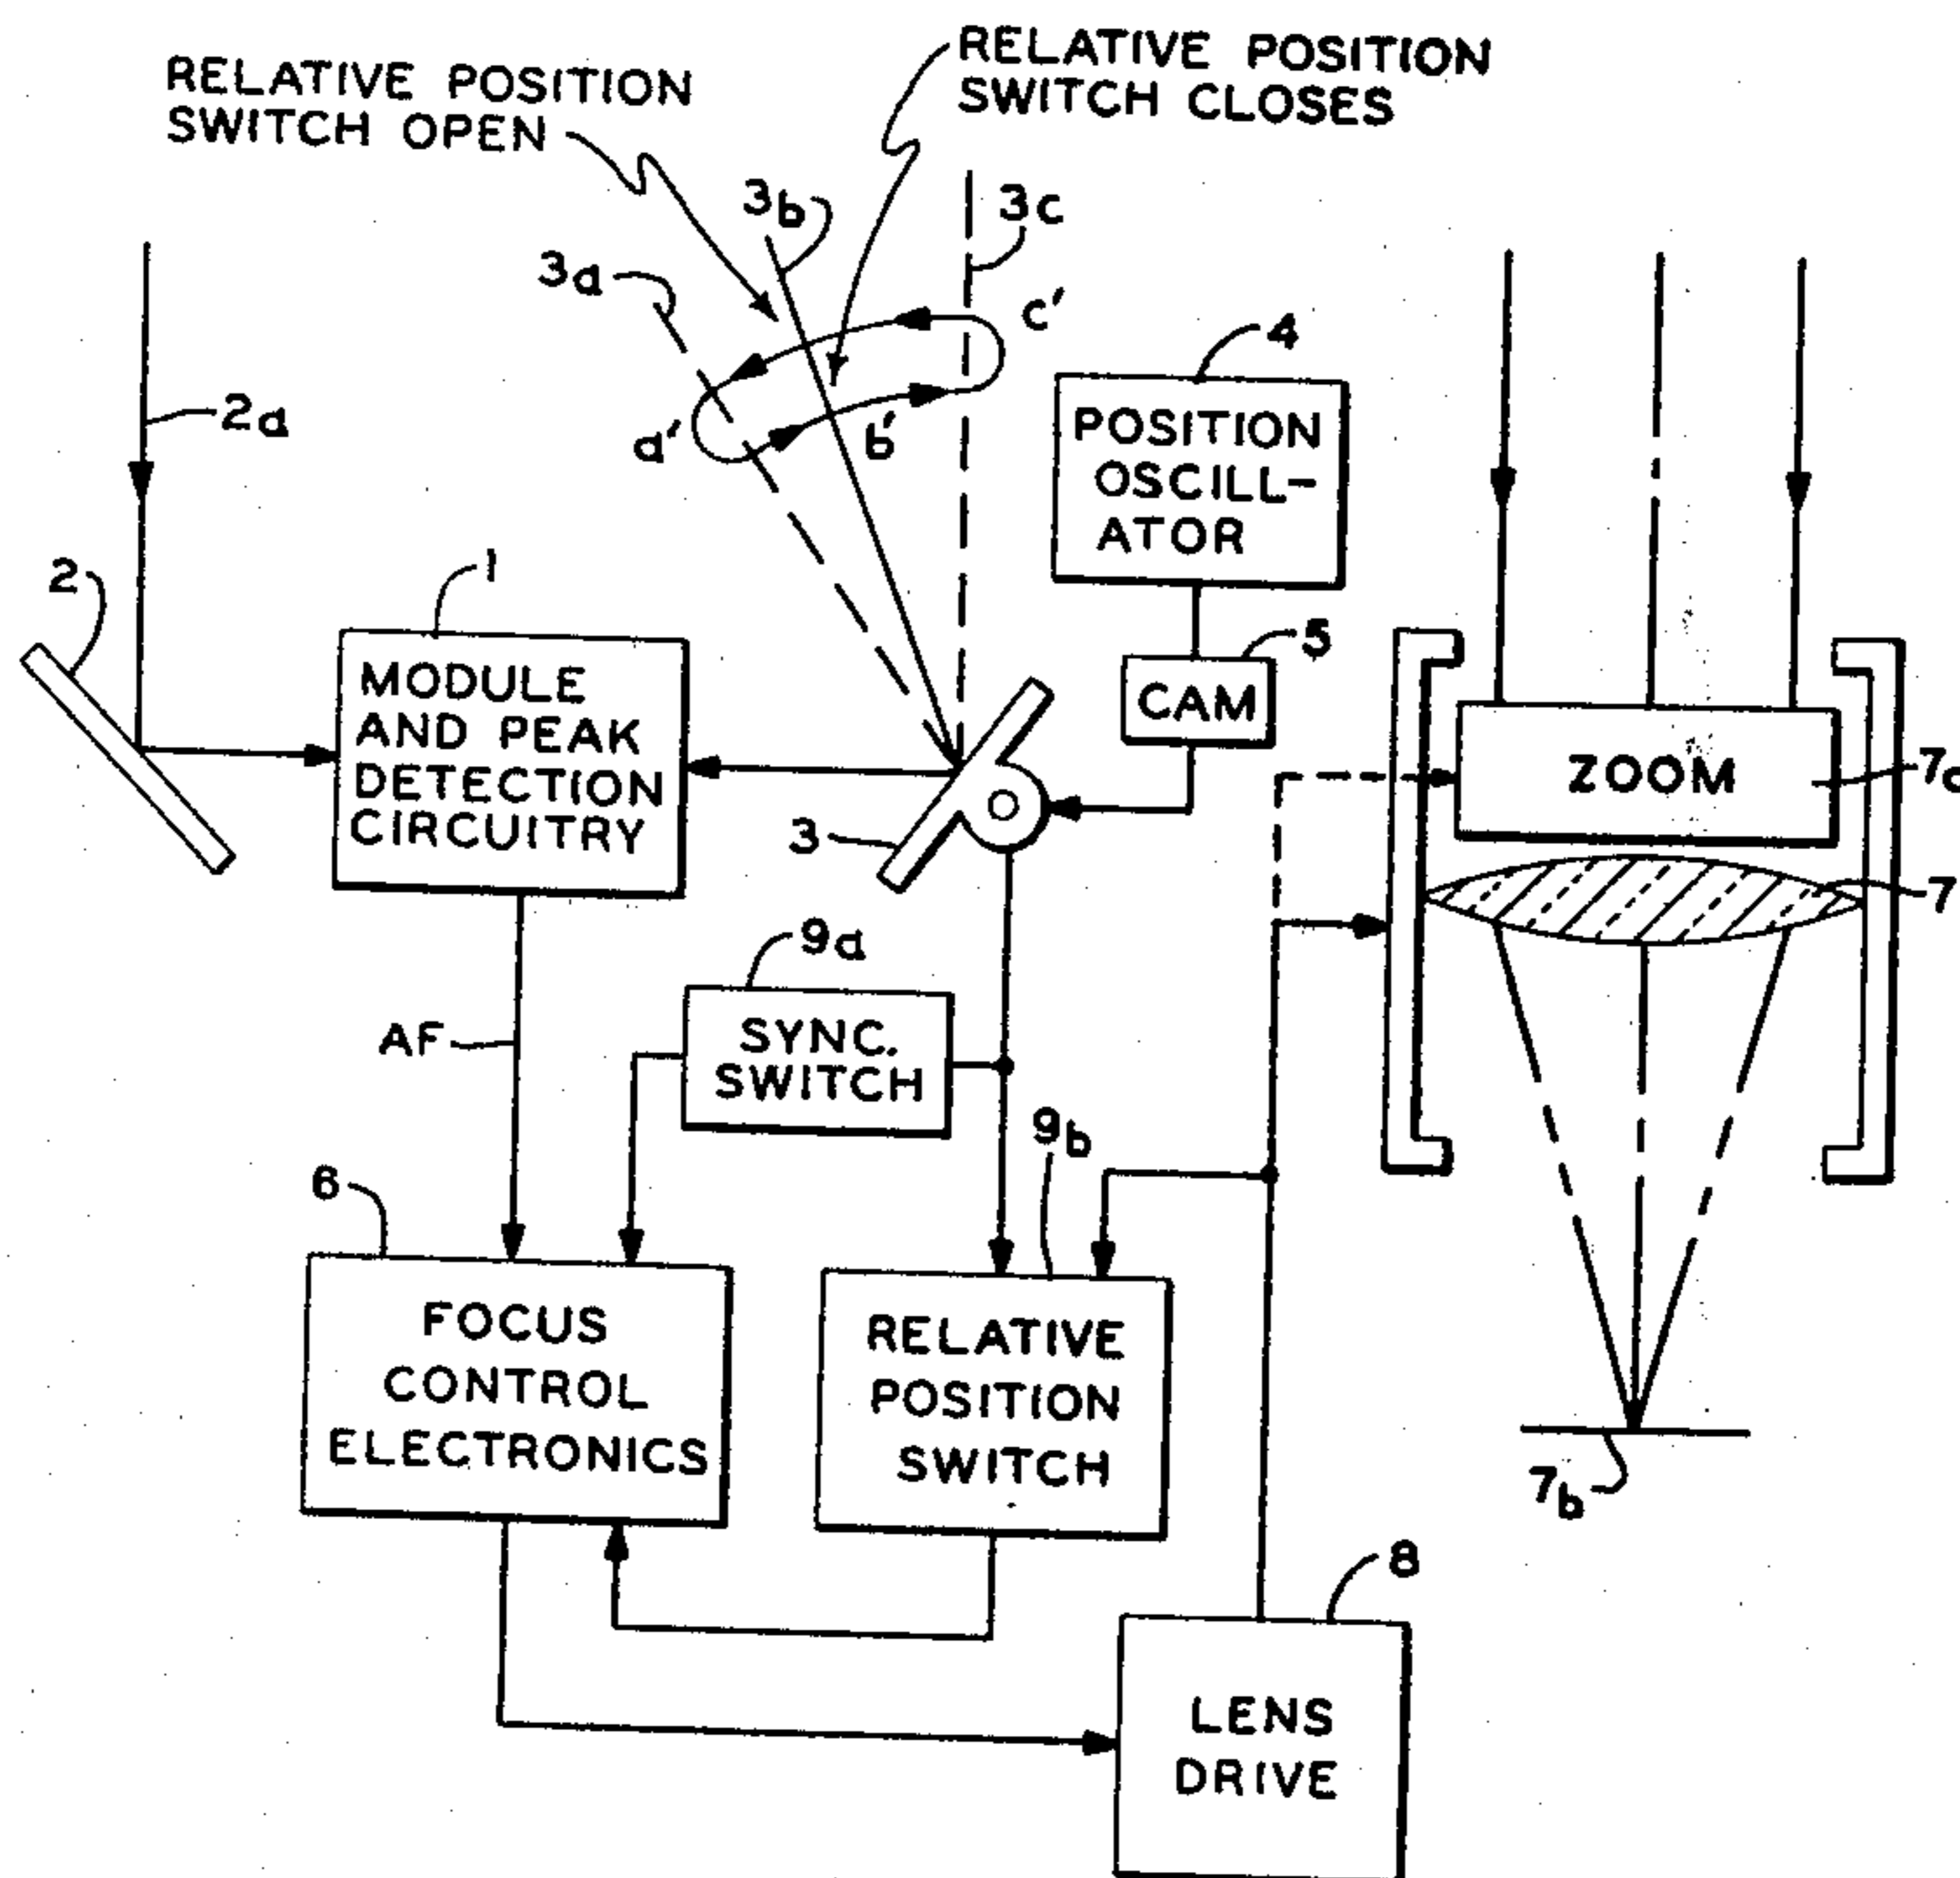 RELATIVE POSITION
SWITCH OPEN
RELATIVE POSITION
SWITCH CLOSES
3b
3c
3a
c'
4
2a
a'
b'
POSITION
OSCILL-
ATOR
2
1
5
MODULE
AND PEAK
DETECTION
CIRCUITRY
CAM
ZOOM
3
7
9a
AF
SYNC.
SWITCH
9b
6
FOCUS
CONTROL
ELECTRONICS
RELATIVE
POSITION
SWITCH
7b
8
LENS
DRIVE